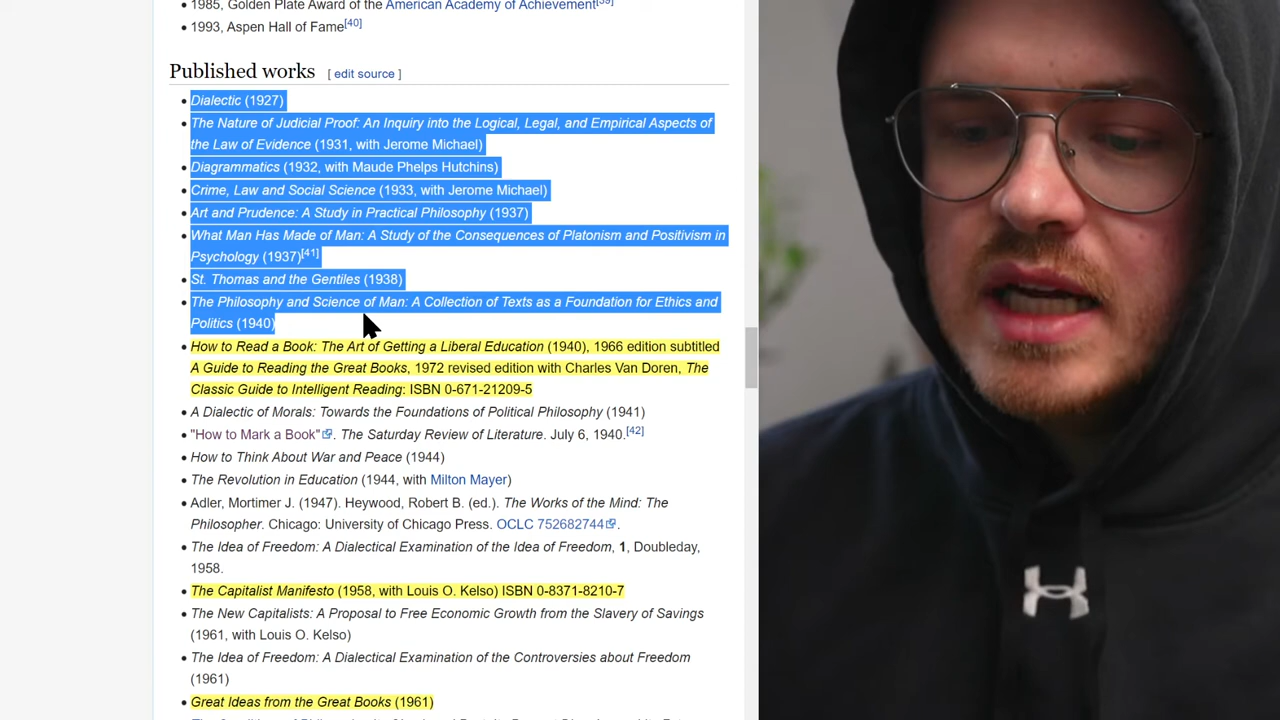 1985, Golden Plate Award of the American Academy of Achievement[39]
1993, Aspen Hall of Fame[40]
Published works [ edit source ]
Dialectic (1927)
The Nature of Judicial Proof: An Inquiry into the Logical, Legal, and Empirical Aspects of
the Law of Evidence (1931, with Jerome Michael)
Diagrammatics (1932, with Maude Phelps Hutchins)
Crime, Law and Social Science (1933, with Jerome Michael)
Art and Prudence: A Study in Practical Philosophy (1937)
What Man Has Made of Man: A Study of the Consequences of Platonism and Positivism in
Psychology (1937)[41]
St. Thomas and the Gentiles (1938)
The Philosophy and Science of Man: A Collection of Texts as a Foundation for Ethics and
Politics (1940)
How to Read a Book: The Art of Getting a Liberal Education (1940), 1966 edition subtitled
A Guide to Reading the Great Books, 1972 revised edition with Charles Van Doren, The
Classic Guide to Intelligent Reading: ISBN 0-671-21209-5
A Dialectic of Morals: Towards the Foundations of Political Philosophy (1941)
"How to Mark a Book". The Saturday Review of Literature. July 6, 1940.[42]
How to Think About War and Peace (1944)
The Revolution in Education (1944, with Milton Mayer)
Adler, Mortimer J. (1947). Heywood, Robert B. (ed.). The Works of the Mind: The
Philosopher. Chicago: University of Chicago Press. OCLC 752682744.
The Idea of Freedom: A Dialectical Examination of the Idea of Freedom, 1, Doubleday,
1958.
The Capitalist Manifesto (1958, with Louis O. Kelso) ISBN 0-8371-8210-7
The New Capitalists: A Proposal to Free Economic Growth from the Slavery of Savings
(1961, with Louis O. Kelso)
The Idea of Freedom: A Dialectical Examination of the Controversies about Freedom
(1961)
Great Ideas from the Great Books (1961)